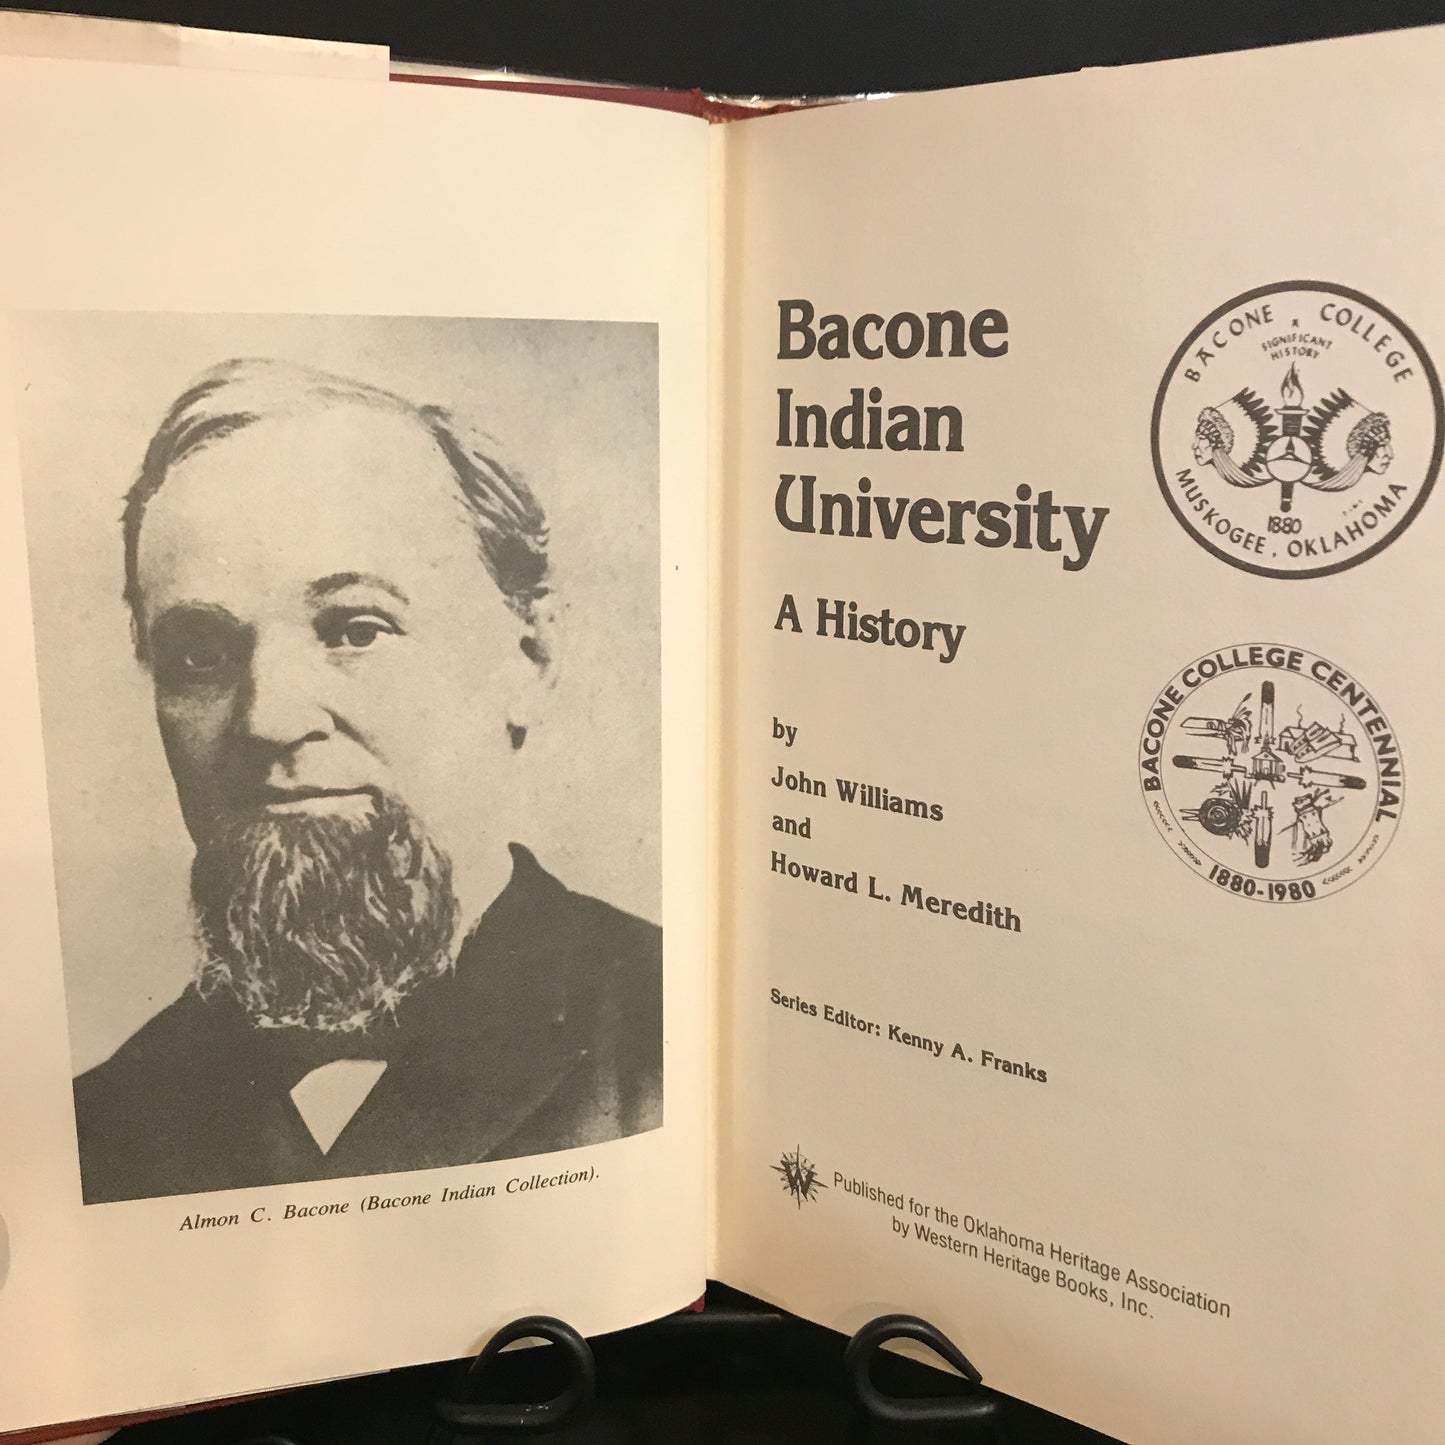 Almon C. Bacone (Bacone Indian Collection).
Bacone
Indian
University
A History
by
John Williams
and
Howard L. Meredith
Series Editor: Kenny A. Franks
W
Published for the Oklahoma Heritage Association
by Western Heritage Books, Inc.
BACONE COLLEGE
A
SIGNIFICANT
HISTORY
1880
MUSKOGEE, OKLAHOMA
BACONE COLLEGE CENTENNIAL
1880-1980